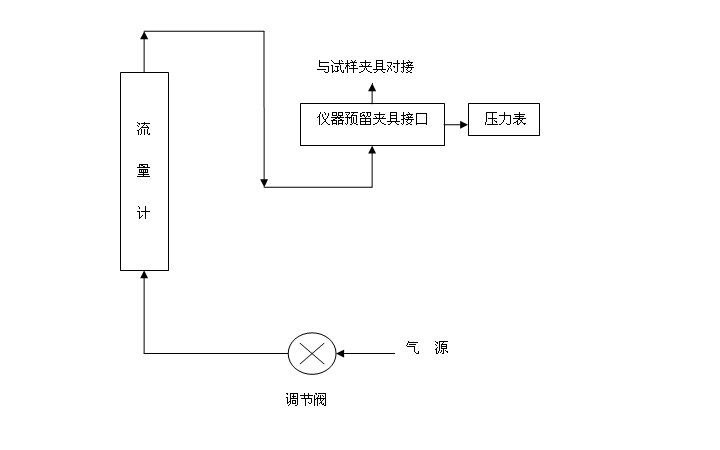 与试样夹具对接
仪器预留夹具接口
压力表
流
量
计
气 源
调节阀